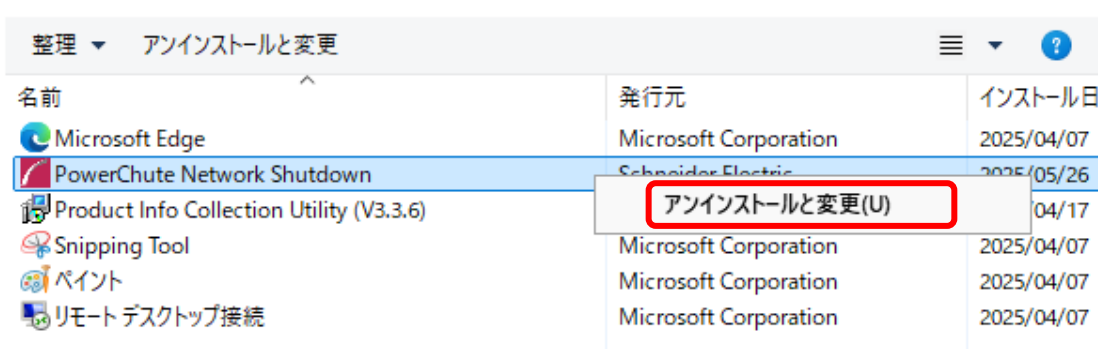 整理 アンインストールと変更
名前 発行元 インストール日
Microsoft Edge Microsoft Corporation 2025/04/07
PowerChute Network Shutdown Schneider Electric 2025/05/26
アンインストールと変更(U)
Product Info Collection Utility (V3.3.6) /04/17
Snipping Tool Microsoft Corporation 2025/04/07
ペイント Microsoft Corporation 2025/04/07
リモート デスクトップ接続 Microsoft Corporation 2025/04/07